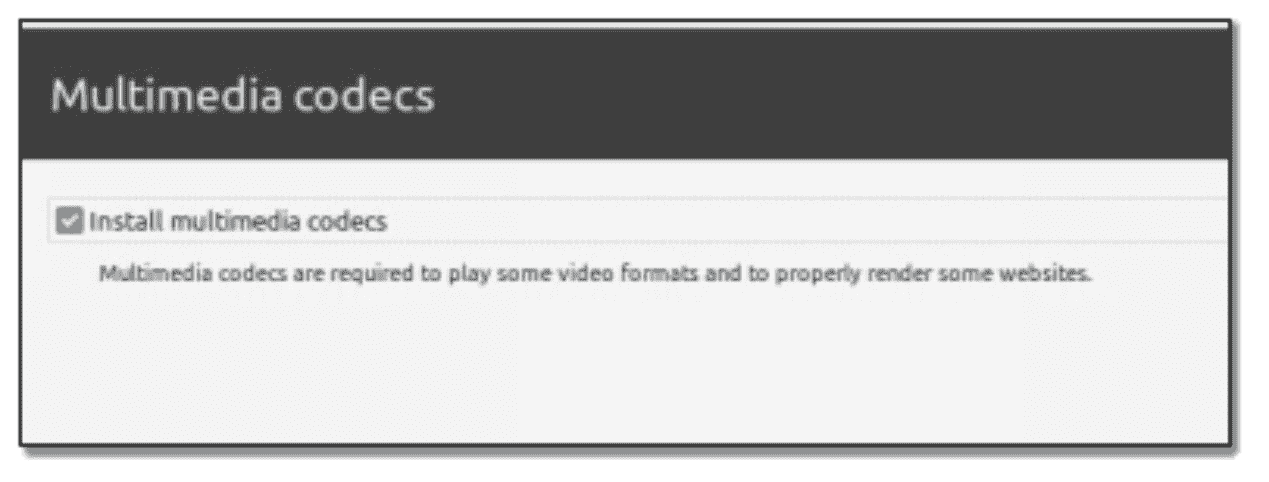 Multimedia codecs
Install multimedia codecs
Multimedia codecs are required to play some video formats and to properly render some websites.